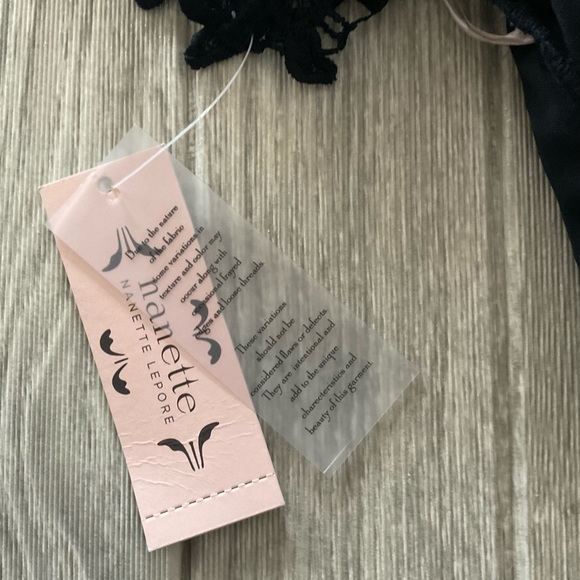 nanette
NANETTE LEPORE
Due to the nature
of the fabric
some variations in
texture and color may
occur along with
occasional frayed
edges and loose threads.
These variations
should not be
considered flaws or defects.
They are intentional and
add to the unique
characteristics and
beauty of this garment.